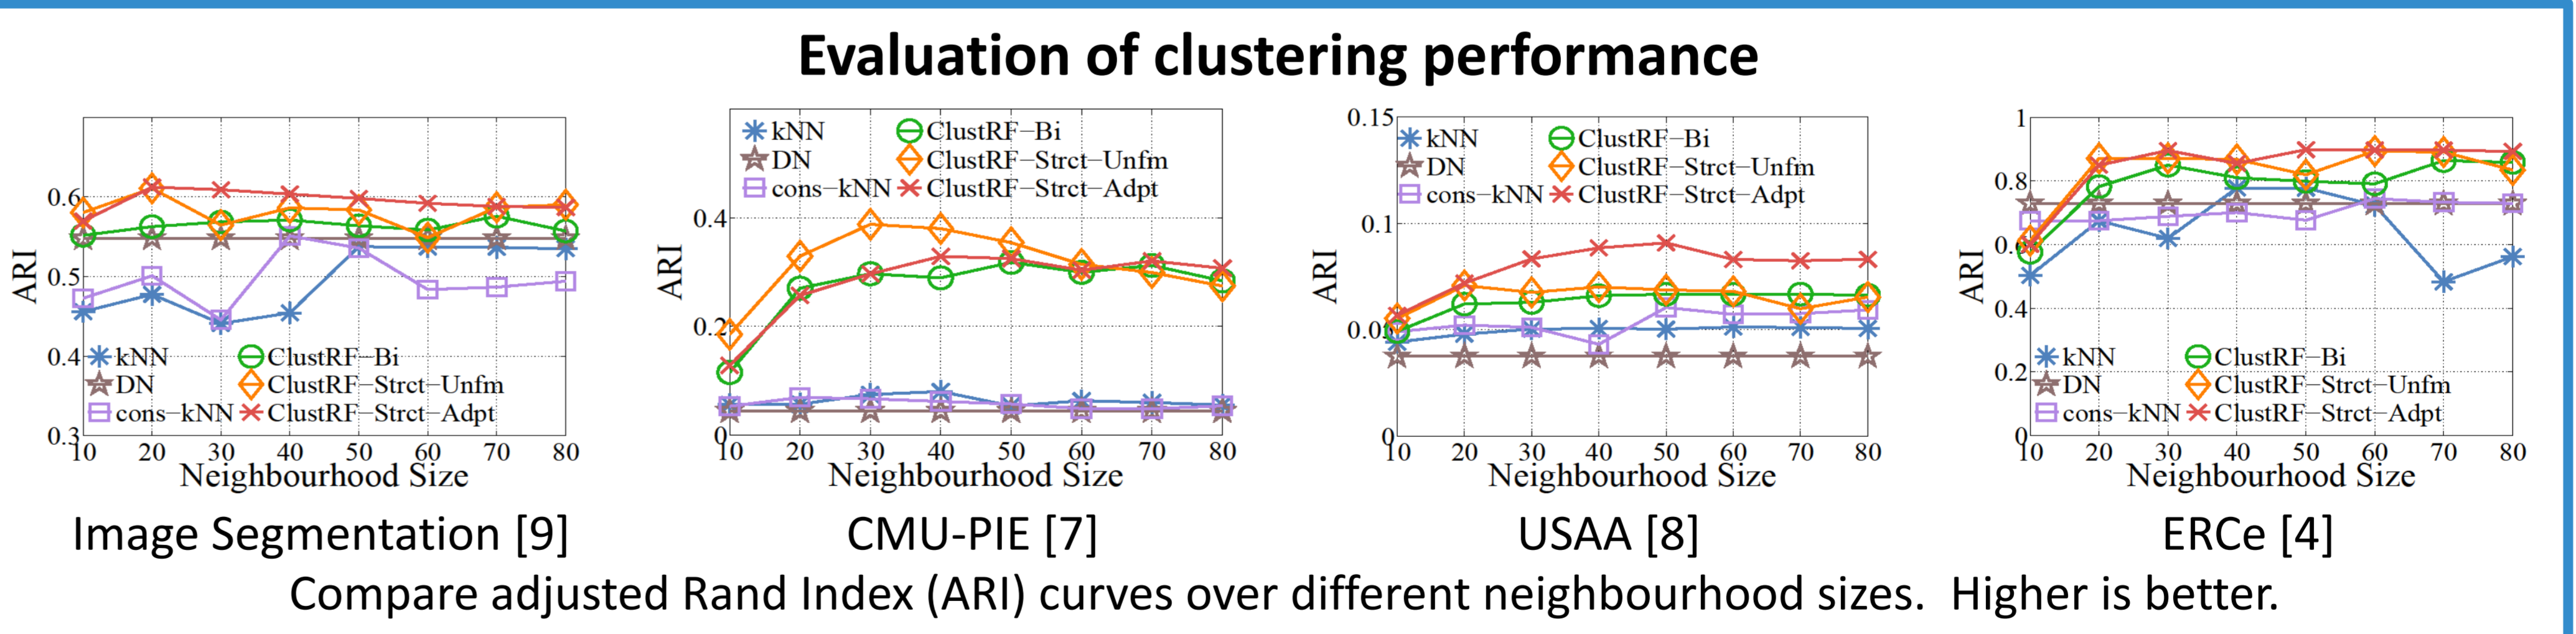 Evaluation of clustering performance
ARI
0.6
0.5
0.4
0.3
kNN
DN
cons-kNN
ClustRF-Bi
ClustRF-Strct-Unfm
ClustRF-Strct-Adpt
10 20 30 40 50 60 70 80
Neighbourhood Size
Image Segmentation [9]
ARI
0.4
0.2
0
kNN
DN
cons-kNN
ClustRF-Bi
ClustRF-Strct-Unfm
ClustRF-Strct-Adpt
10 20 30 40 50 60 70 80
Neighbourhood Size
CMU-PIE [7]
ARI
0.15
0.1
0
kNN
DN
cons-kNN
ClustRF-Bi
ClustRF-Strct-Unfm
ClustRF-Strct-Adpt
10 20 30 40 50 60 70 80
Neighbourhood Size
USAA [8]
ARI
1
0.8
0.6
0.4
0.2
0
kNN
DN
cons-kNN
ClustRF-Bi
ClustRF-Strct-Unfm
ClustRF-Strct-Adpt
10 20 30 40 50 60 70 80
Neighbourhood Size
ERCe [4]
Compare adjusted Rand Index (ARI) curves over different neighbourhood sizes. Higher is better.